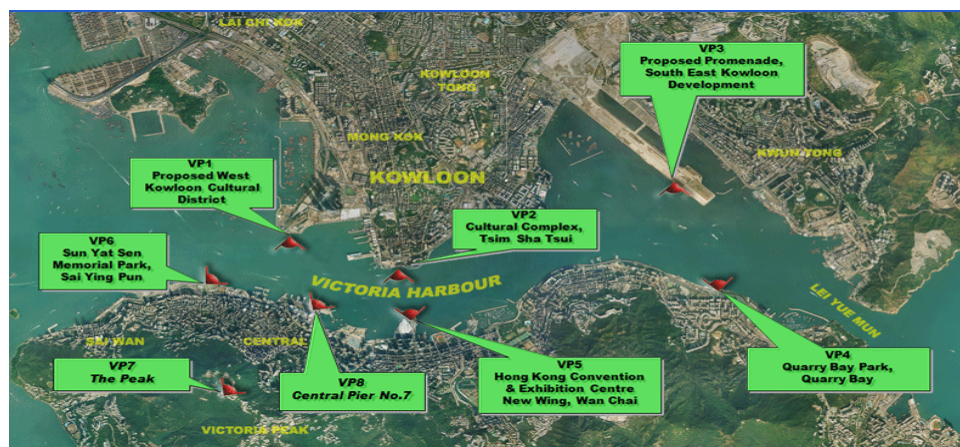 LAI CHI KOK
VP3
Proposed Promenade,
South East Kowloon
Development
KOWLOON
TONG
MONG KOK
KWUN TONG
VP1
Proposed West
Kowloon Cultural
District
KOWLOON
VP2
Cultural Complex,
Tsim Sha Tsui
VP6
Sun Yat Sen
Memorial Park,
Sai Ying Pun
VICTORIA HARBOUR
LEI YUE MUN
SAI WAN
CENTRAL
VP7
The Peak
VP8
Central Pier No.7
VP5
Hong Kong Convention
& Exhibition Centre
New Wing, Wan Chai
VP4
Quarry Bay Park,
Quarry Bay
VICTORIA PEAK